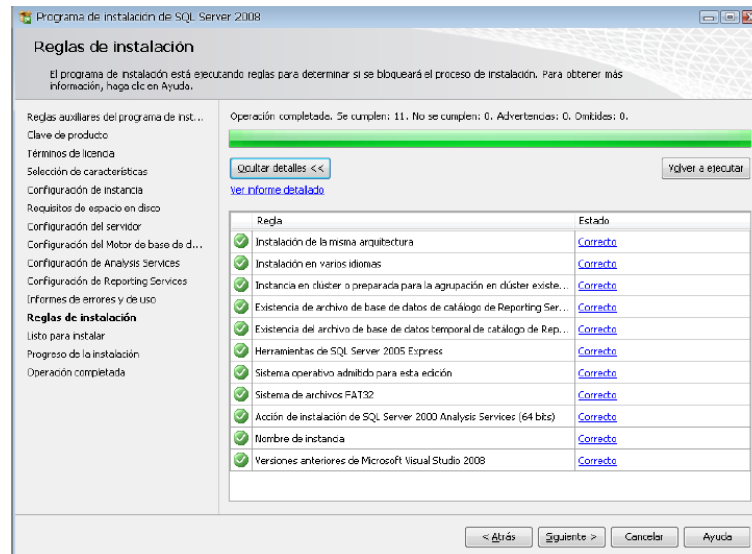 Programa de instalación de SQL Server 2008
Reglas de instalación
El programa de instalación está ejecutando reglas para determinar si se bloqueará el proceso de instalación. Para obtener más
información, haga clic en Ayuda.
Reglas auxiliares del programa de inst...
Clave de producto
Términos de licencia
Selección de características
Configuración de instancia
Requisitos de espacio en disco
Configuración del servidor
Configuración del Motor de base de d...
Configuración de Analysis Services
Configuración de Reporting Services
Informes de errores y de uso
Reglas de instalación
Listo para instalar
Progreso de la instalación
Operación completada
Operación completada. Se cumplen: 11. No se cumplen: 0. Advertencias: 0. Omitidas: 0.
Ocultar detalles <<
Volver a ejecutar
Ver informe detallado
Regla Estado
Instalación de la misma arquitectura Correcto
Instalación en varios idiomas Correcto
Instancia en clúster o preparada para la agrupación en clúster existe... Correcto
Existencia de archivo de base de datos de catálogo de Reporting Ser... Correcto
Existencia del archivo de base de datos temporal de catálogo de Rep... Correcto
Herramientas de SQL Server 2005 Express Correcto
Sistema operativo admitido para esta edición Correcto
Sistema de archivos FAT32 Correcto
Acción de instalación de SQL Server 2000 Analysis Services (64 bits) Correcto
Nombre de instancia Correcto
Versiones anteriores de Microsoft Visual Studio 2008 Correcto
< Atrás Siguiente > Cancelar Ayuda